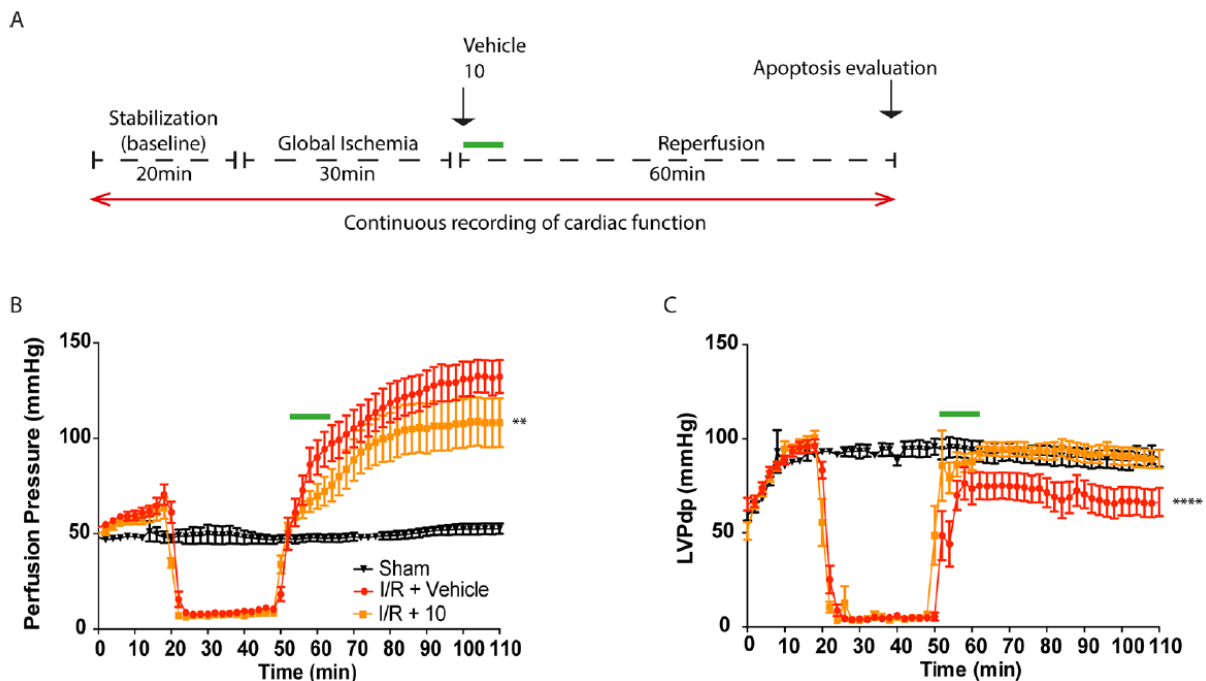 A
Vehicle
10
Apoptosis evaluation
Stabilization
(baseline)
Global Ischemia
Reperfusion
20min
30min
60min
Continuous recording of cardiac function
B
Perfusion Pressure (mmHg)
150
100
50
0
**
Sham
I/R + Vehicle
I/R + 10
0 10 20 30 40 50 60 70 80 90 100 110
Time (min)
C
LVPdp (mmHg)
150
100
50
0
****
0 10 20 30 40 50 60 70 80 90 100 110
Time (min)